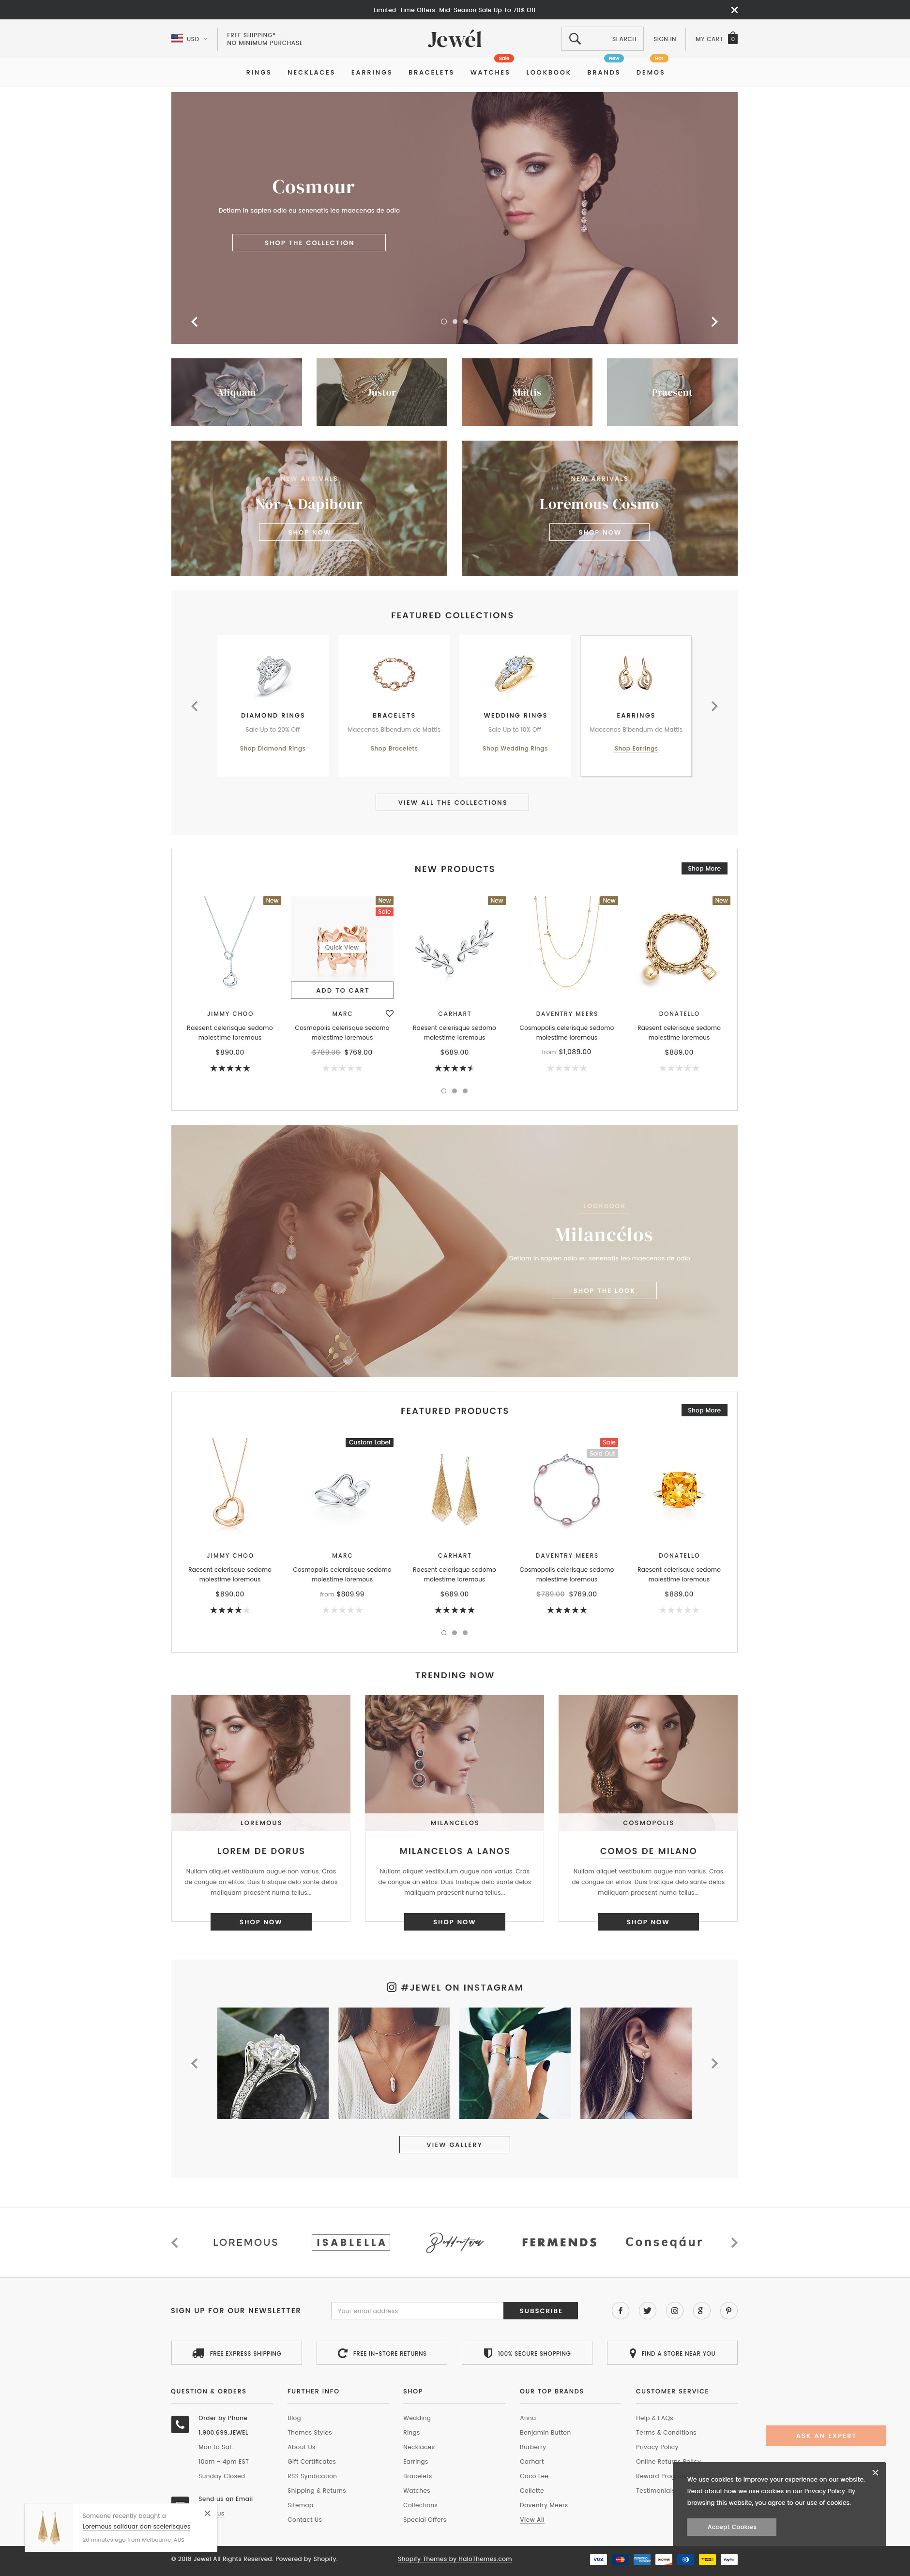 Limited-Time Offers: Mid-Season Sale Up To 70% Off
USD
FREE SHIPPING*
NO MINIMUM PURCHASE
Jewél
SEARCH
SIGN IN
MY CART
0
Sale
New
Hot
RINGS NECKLACES EARRINGS BRACELETS WATCHES LOOKBOOK BRANDS DEMOS
Cosmour
Detiam in sapien odio eu senenatis leo maecenas de odio
SHOP THE COLLECTION
Aliquam
Justor
Mattis
Praesent
NEW ARRIVALS
Nor A Dapibour
SHOP NOW
NEW ARRIVALS
Loremous Cosmo
SHOP NOW
FEATURED COLLECTIONS
DIAMOND RINGS
Sale Up to 20% Off
Shop Diamond Rings
BRACELETS
Maecenas Bibendum de Mattis
Shop Bracelets
WEDDING RINGS
Sale Up to 10% Off
Shop Wedding Rings
EARRINGS
Maecenas Bibendum de Mattis
Shop Earrings
VIEW ALL THE COLLECTIONS
NEW PRODUCTS
Shop More
New
JIMMY CHOO
Raesent celerisque sedomo
molestime loremous
$890.00
New
Sale
Quick View
ADD TO CART
MARC
Cosmopolis celerisque sedomo
molestime loremous
$789.00 $769.00
New
CARHART
Raesent celerisque sedomo
molestime loremous
$689.00
New
DAVENTRY MEERS
Cosmopolis celerisque sedomo
molestime loremous
from $1,089.00
New
DONATELLO
Raesent celerisque sedomo
molestime loremous
$889.00
LOOKBOOK
Milancélos
Detiam in sapien odio eu senenatis leo maecenas de odio
SHOP THE LOOK
FEATURED PRODUCTS
Shop More
JIMMY CHOO
Raesent celerisque sedomo
molestime loremous
$890.00
Custom Label
MARC
Cosmopolis celeraisque sedomo
molestime loremous
from $809.99
CARHART
Raesent celerisque sedomo
molestime loremous
$689.00
Sale
Sold Out
DAVENTRY MEERS
Cosmopolis celerisque sedomo
molestime loremous
$789.00 $769.00
DONATELLO
Raesent celerisque sedomo
molestime loremous
$889.00
TRENDING NOW
LOREMOUS
LOREM DE DORUS
Nullam aliquet vestibulum augue non varius. Cras
de congue an elitos. Duis tristique delo sante delos
maliquam praesent nurna tellus...
SHOP NOW
MILANCELOS
MILANCELOS A LANOS
Nullam aliquet vestibulum augue non varius. Cras
de congue an elitos. Duis tristique delo sante delos
maliquam praesent nurna tellus...
SHOP NOW
COSMOPOLIS
COMOS DE MILANO
Nullam aliquet vestibulum augue non varius. Cras
de congue an elitos. Duis tristique delo sante delos
maliquam praesent nurna tellus...
SHOP NOW
#JEWEL ON INSTAGRAM
VIEW GALLERY
LOREMOUS
ISABLELLA
FERMENDS
Conseqáur
SIGN UP FOR OUR NEWSLETTER
Your email address
SUBSCRIBE
FREE EXPRESS SHIPPING
FREE IN-STORE RETURNS
100% SECURE SHOPPING
FIND A STORE NEAR YOU
QUESTION & ORDERS
Order by Phone
1.900.699.JEWEL
Mon to Sat:
10am - 4pm EST
Sunday Closed
Send us an Email
us
FURTHER INFO
Blog
Themes Styles
About Us
Gift Certificates
RSS Syndication
Shipping & Returns
Sitemap
Contact Us
SHOP
Wedding
Rings
Necklaces
Earrings
Bracelets
Watches
Collections
Special Offers
OUR TOP BRANDS
Anna
Benjamin Button
Burberry
Carhart
Coco Lee
Collette
Daventry Meers
View All
CUSTOMER SERVICE
Help & FAQs
Terms & Conditions
Privacy Policy
Online Returns Policy
Reward Pro
Testimonials
ASK AN EXPERT
We use cookies to improve your experience on our website.
Read about how we use cookies in our Privacy Policy. By
browsing this website, you agree to our use of cookies.
Accept Cookies
Someone recently bought a
Loremous saliduar dan scelerisques
20 minutes ago from Melbourne, AUS
© 2018 Jewel All Rights Reserved. Powered by Shopify.
Shopify Themes by HaloThemes.com
VISA
PayPal